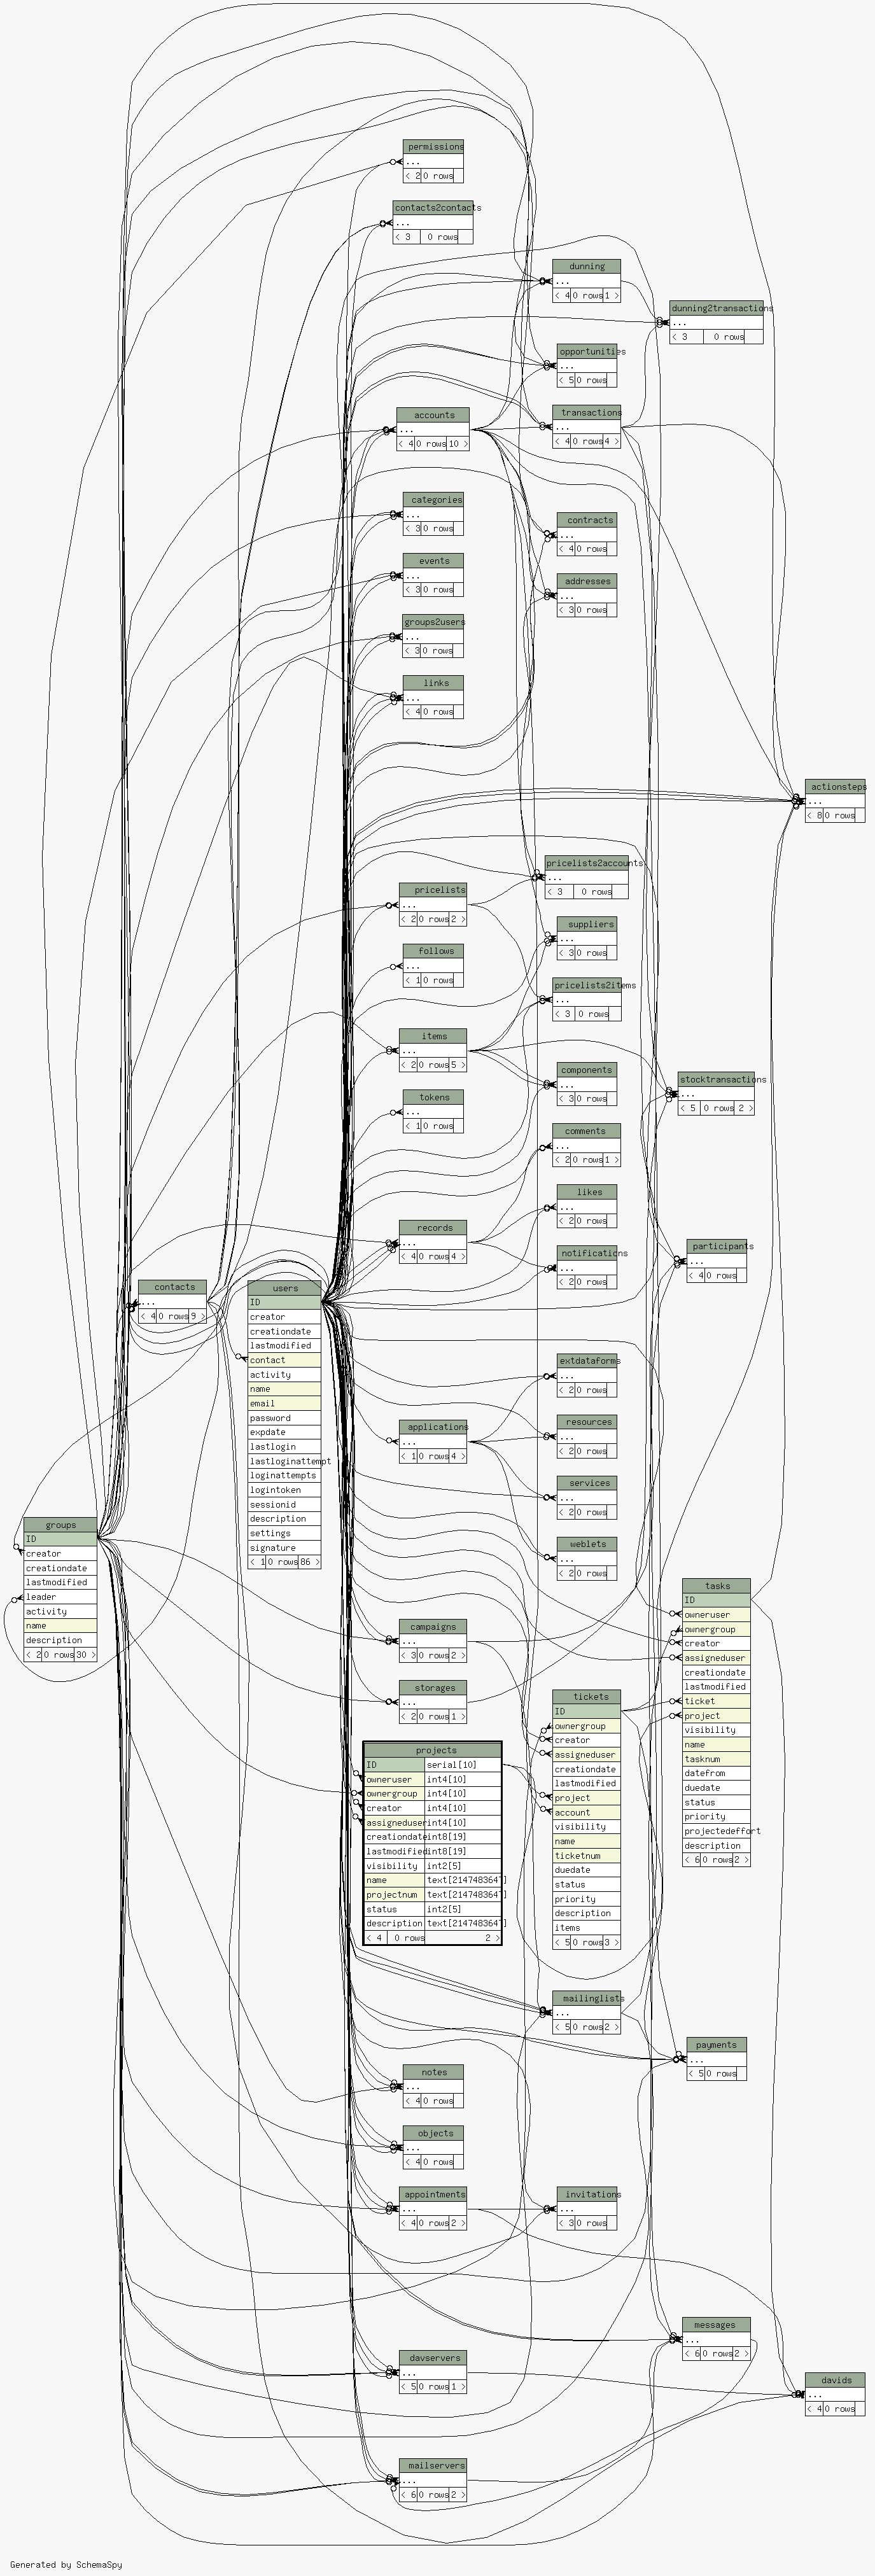 permissions
...
< 2 0 rows
contacts2contacts
...
< 3 0 rows
dunning
...
< 4 0 rows 1 >
dunning2transactions
...
< 3 0 rows
opportunities
...
< 5 0 rows
accounts
...
< 4 0 rows 10 >
transactions
...
< 4 0 rows 4 >
categories
...
< 3 0 rows
contracts
...
< 4 0 rows
events
...
< 3 0 rows
addresses
...
< 3 0 rows
groups2users
...
< 3 0 rows
links
...
< 4 0 rows
actionsteps
...
< 8 0 rows
pricelists2accounts
...
< 3 0 rows
pricelists
...
< 2 0 rows 2 >
suppliers
...
< 3 0 rows
follows
...
< 1 0 rows
pricelists2items
...
< 3 0 rows
items
...
< 2 0 rows 5 >
components
...
< 3 0 rows
stocktransactions
...
< 5 0 rows 2 >
tokens
...
< 1 0 rows
comments
...
< 2 0 rows 1 >
likes
...
< 2 0 rows
records
...
< 4 0 rows 4 >
notifications
...
< 2 0 rows
participants
...
< 4 0 rows
contacts
...
< 4 0 rows 9 >
users
ID
creator
creationdate
lastmodified
contact
activity
name
email
password
expdate
lastlogin
lastloginattempt
loginattempts
logintoken
sessionid
description
settings
signature
< 1 0 rows 86 >
extdataforms
...
< 2 0 rows
applications
...
< 1 0 rows 4 >
resources
...
< 2 0 rows
services
...
< 2 0 rows
weblets
...
< 2 0 rows
groups
ID
creator
creationdate
lastmodified
leader
activity
name
description
< 2 0 rows 30 >
campaigns
...
< 3 0 rows 2 >
storages
...
< 2 0 rows 1 >
tasks
ID
owneruser
ownergroup
creator
assigneduser
creationdate
lastmodified
ticket
project
visibility
name
tasknum
datefrom
duedate
status
priority
projectedeffort
description
< 6 0 rows 2 >
tickets
ID
ownergroup
creator
assigneduser
creationdate
lastmodified
project
account
visibility
name
ticketnum
duedate
status
priority
description
items
< 5 0 rows 3 >
projects
ID serial[10]
owneruser int4[10]
ownergroup int4[10]
creator int4[10]
assigneduser int4[10]
creationdate int8[19]
lastmodified int8[19]
visibility int2[5]
name text[2147483647]
projectnum text[2147483647]
status int2[5]
description text[2147483647]
< 4 0 rows 2 >
mailinglists
...
< 5 0 rows 2 >
payments
...
< 5 0 rows
notes
...
< 4 0 rows
objects
...
< 4 0 rows
appointments
...
< 4 0 rows 2 >
invitations
...
< 3 0 rows
messages
...
< 6 0 rows 2 >
davservers
...
< 5 0 rows 1 >
davids
...
< 4 0 rows
mailservers
...
< 6 0 rows 2 >
Generated by SchemaSpy